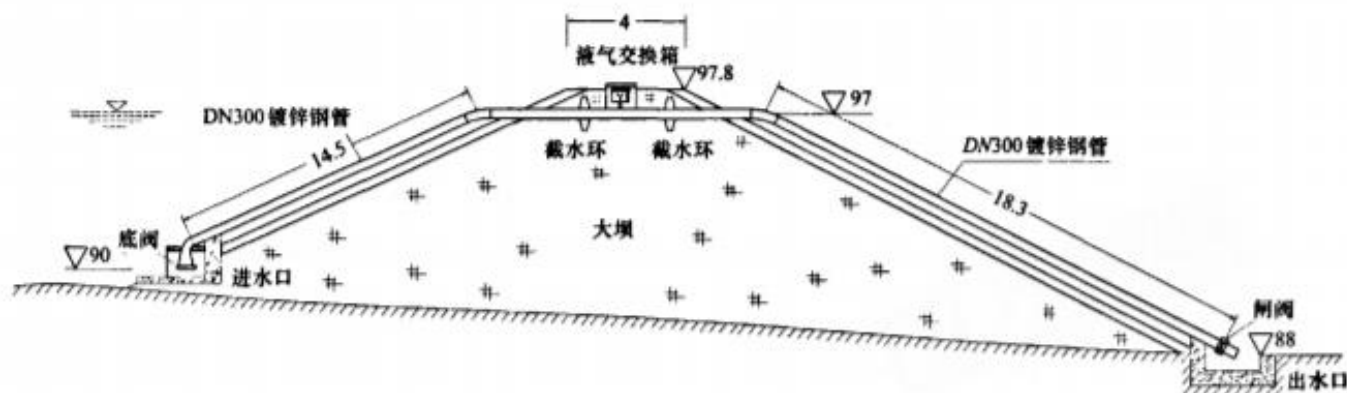 4
液气交换箱
97.8
DN300镀锌钢管
97
14.5
截水环
截水环
DN300镀锌钢管
18.3
大坝
底阀
90
进水口
闸阀
88
出水口